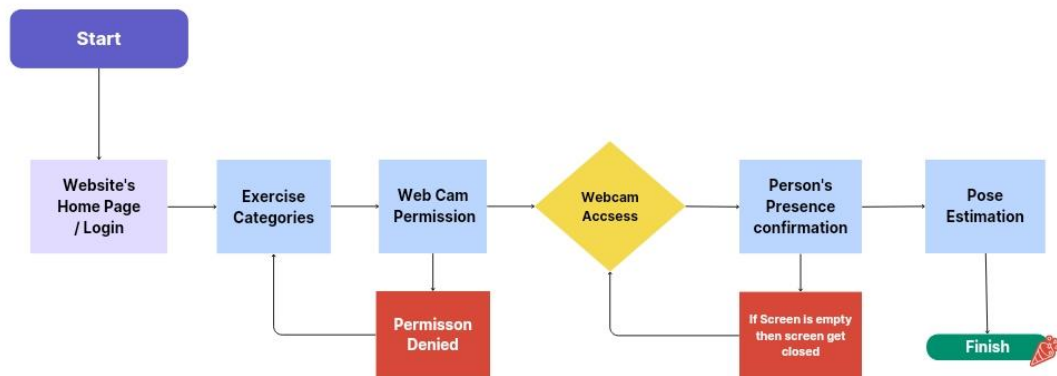 Start
Website's
Home Page
/ Login
Exercise
Categories
Web Cam
Permission
Webcam
Accsess
Person's
Presence
confirmation
Pose
Estimation
Permisson
Denied
If Screen is empty
then screen get
closed
Finish